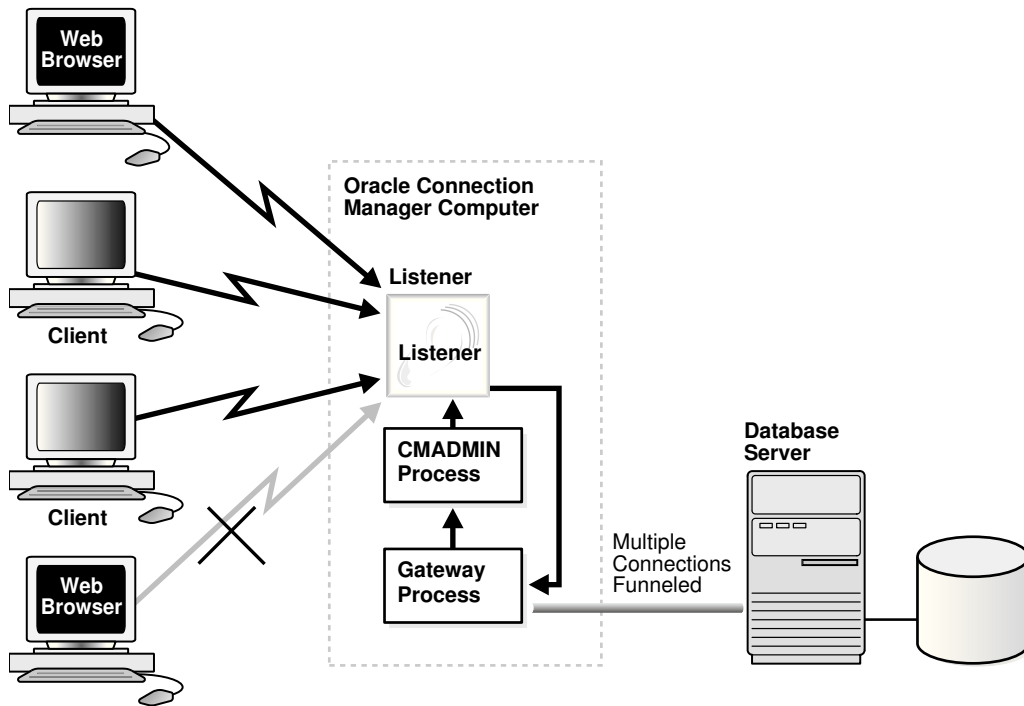 Web
Browser
Oracle Connection
Manager Computer
Listener
Client
Listener
CMADMIN
Process
Database
Server
Client
Multiple
Connections
Funneled
Gateway
Process
Web
Browser